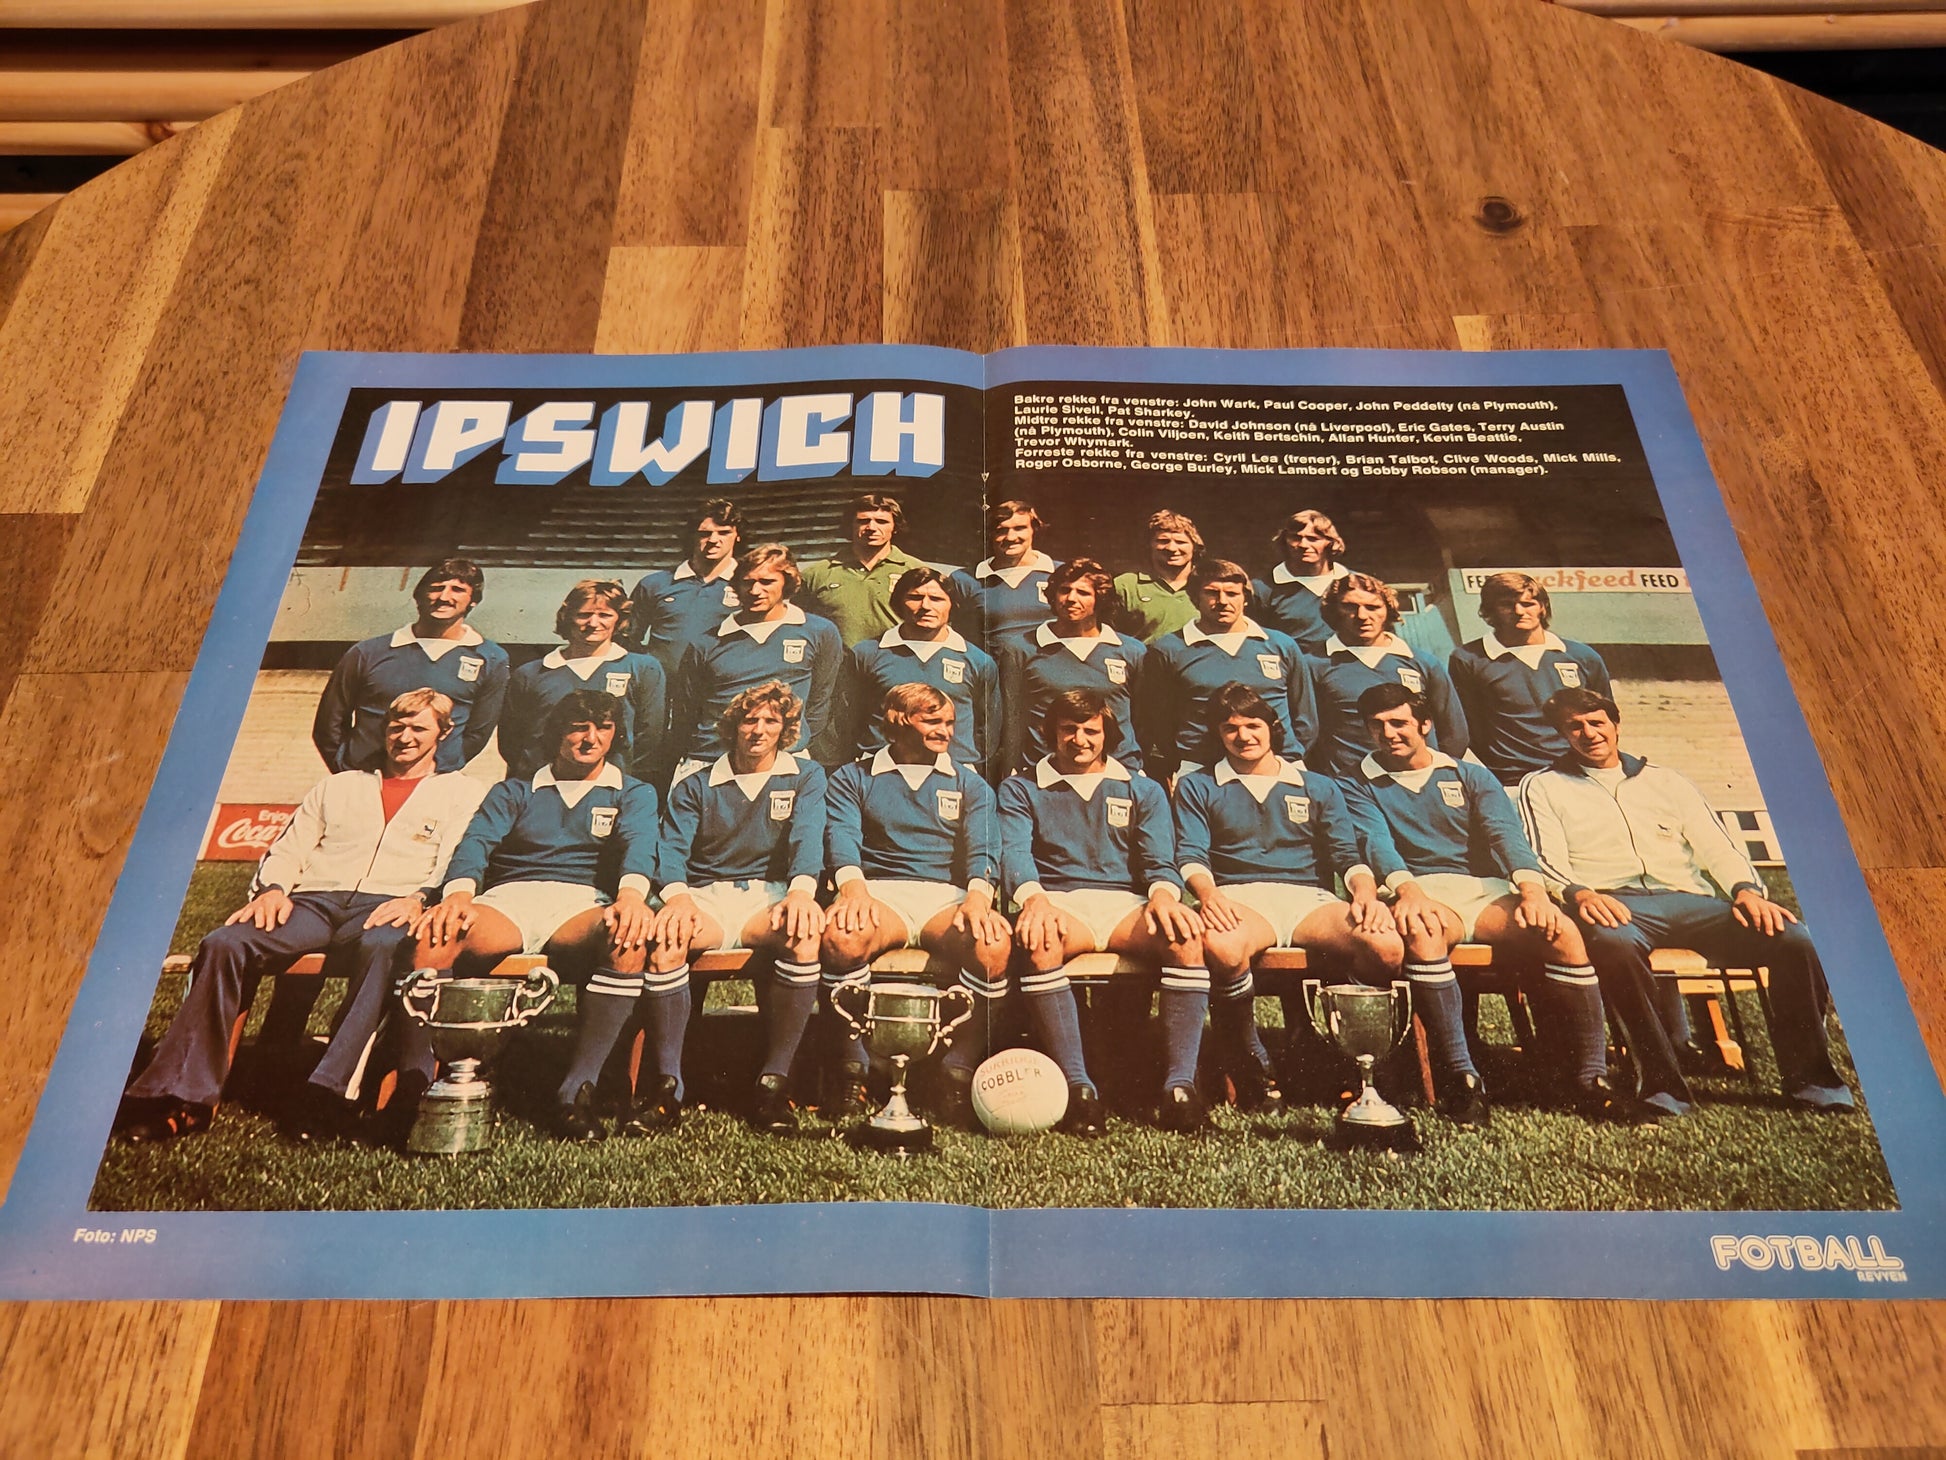 IPSWICH
Bakre rekke fra venstre: John Wark, Paul Cooper, John Peddelty (nå Plymouth),
Laurie Sivell, Pat Sharkey.
Midtre rekke fra venstre: David Johnson (nå Liverpool), Eric Gates, Terry Austin
(nå Plymouth), Colin Viljoen, Keith Bertschin, Allan Hunter, Kevin Beattie,
Trevor Whymark.
Forreste rekke fra venstre: Cyril Lea (trener), Brian Talbot, Clive Woods, Mick Mills,
Roger Osborne, George Burley, Mick Lambert og Bobby Robson (manager).
FEED
Enjoy
Coca
COBBLER
Foto: NPS
FOTBALL
REVYEN